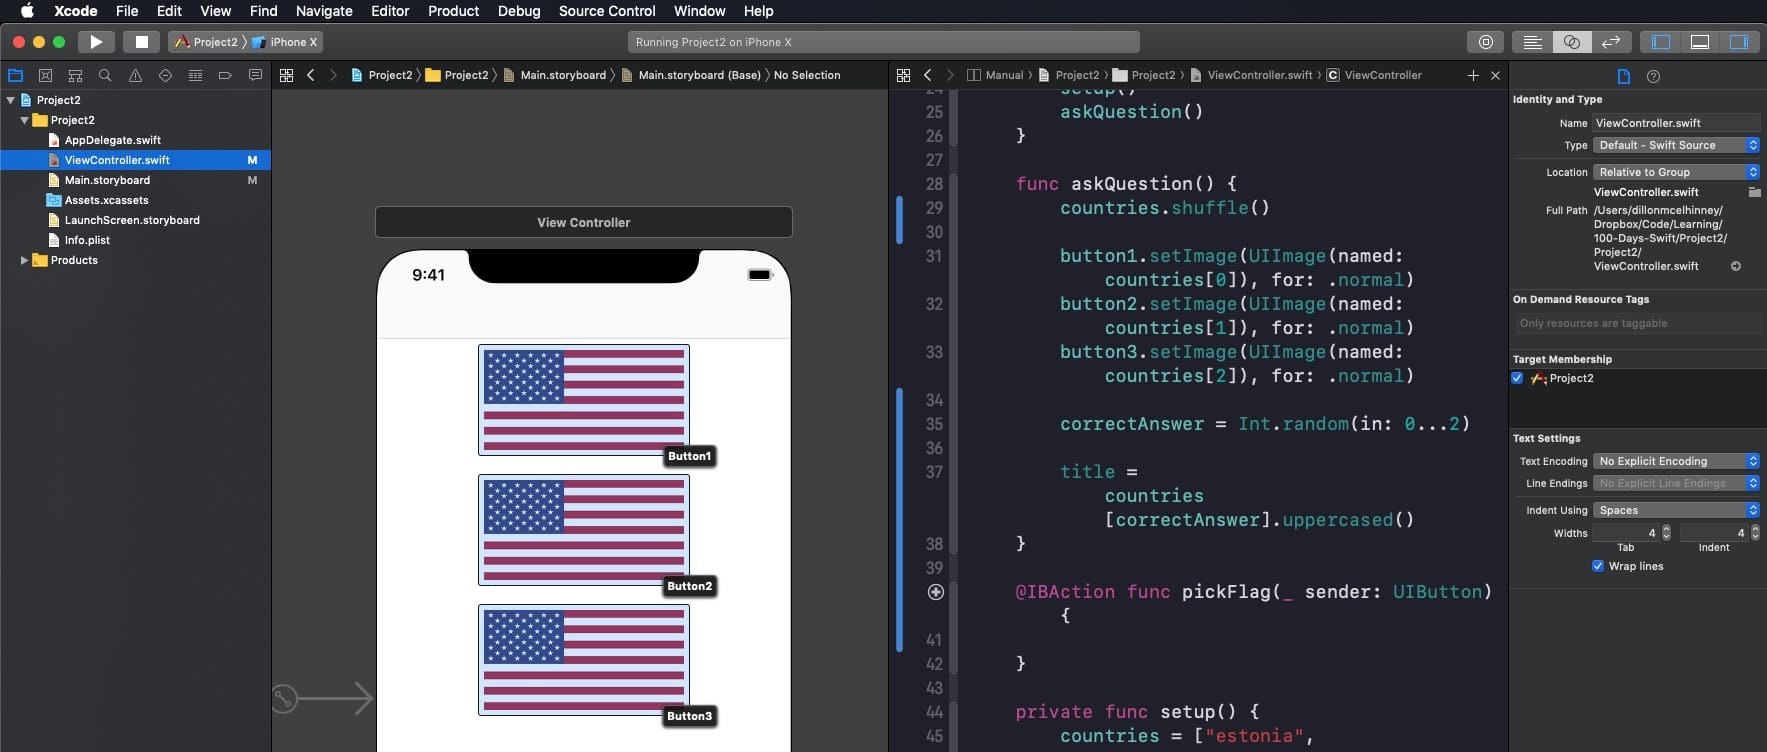 Xcode File Edit View Find Navigate Editor Product Debug Source Control Window Help
Project2 iPhone X
Running Project2 on iPhone X
Project2 Project2 Main.storyboard Main.storyboard (Base) No Selection
Manual Project2 Project2 ViewController.swift C ViewController
Project2
Project2
AppDelegate.swift
ViewController.swift M
Main.storyboard M
Assets.xcassets
LaunchScreen.storyboard
Info.plist
Products
View Controller
9:41
Button1
Button2
Button3
24 setup()
25 askQuestion()
26 }
27
28 func askQuestion() {
29 countries.shuffle()
30
31 button1.setImage(UIImage(named:
countries[0]), for: .normal)
32 button2.setImage(UIImage(named:
countries[1]), for: .normal)
33 button3.setImage(UIImage(named:
countries[2]), for: .normal)
34
35 correctAnswer = Int.random(in: 0...2)
36
37 title =
countries
[correctAnswer].uppercased()
38 }
39
@IBAction func pickFlag(_ sender: UIButton)
{
41
42 }
43
44 private func setup() {
45 countries = ["estonia",
Identity and Type
Name ViewController.swift
Type Default - Swift Source
Location Relative to Group
ViewController.swift
Full Path /Users/dillonmcelhinney/
Dropbox/Code/Learning/
100-Days-Swift/Project2/
Project2/
ViewController.swift
On Demand Resource Tags
Only resources are taggable
Target Membership
Project2
Text Settings
Text Encoding No Explicit Encoding
Line Endings No Explicit Line Endings
Indent Using Spaces
Widths 4 4
Tab Indent
Wrap lines